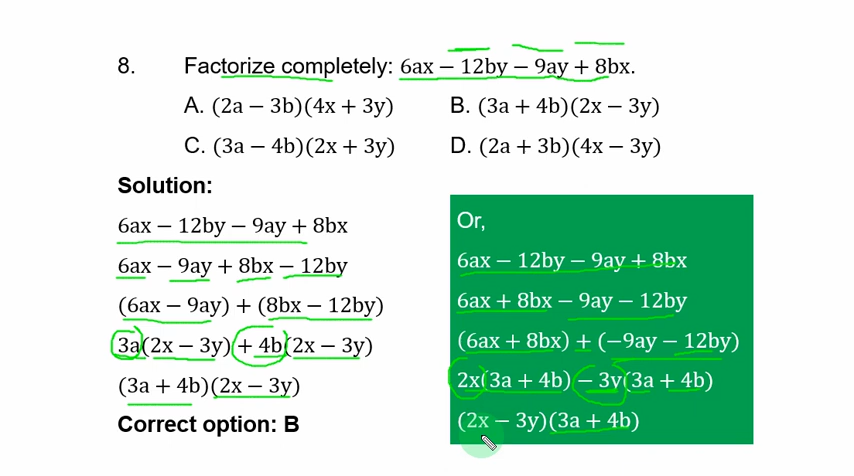 8. Factorize completely: 6ax − 12by − 9ay + 8bx.
A. (2a − 3b)(4x + 3y) B. (3a + 4b)(2x − 3y)
C. (3a − 4b)(2x + 3y) D. (2a + 3b)(4x − 3y)
Solution:
6ax − 12by − 9ay + 8bx
6ax − 9ay + 8bx − 12by
(6ax − 9ay) + (8bx − 12by)
3a(2x − 3y) + 4b(2x − 3y)
(3a + 4b)(2x − 3y)
Correct option: B
Or,
6ax − 12by − 9ay + 8bx
6ax + 8bx − 9ay − 12by
(6ax + 8bx) + (−9ay − 12by)
2x(3a + 4b) − 3y(3a + 4b)
(2x − 3y)(3a + 4b)